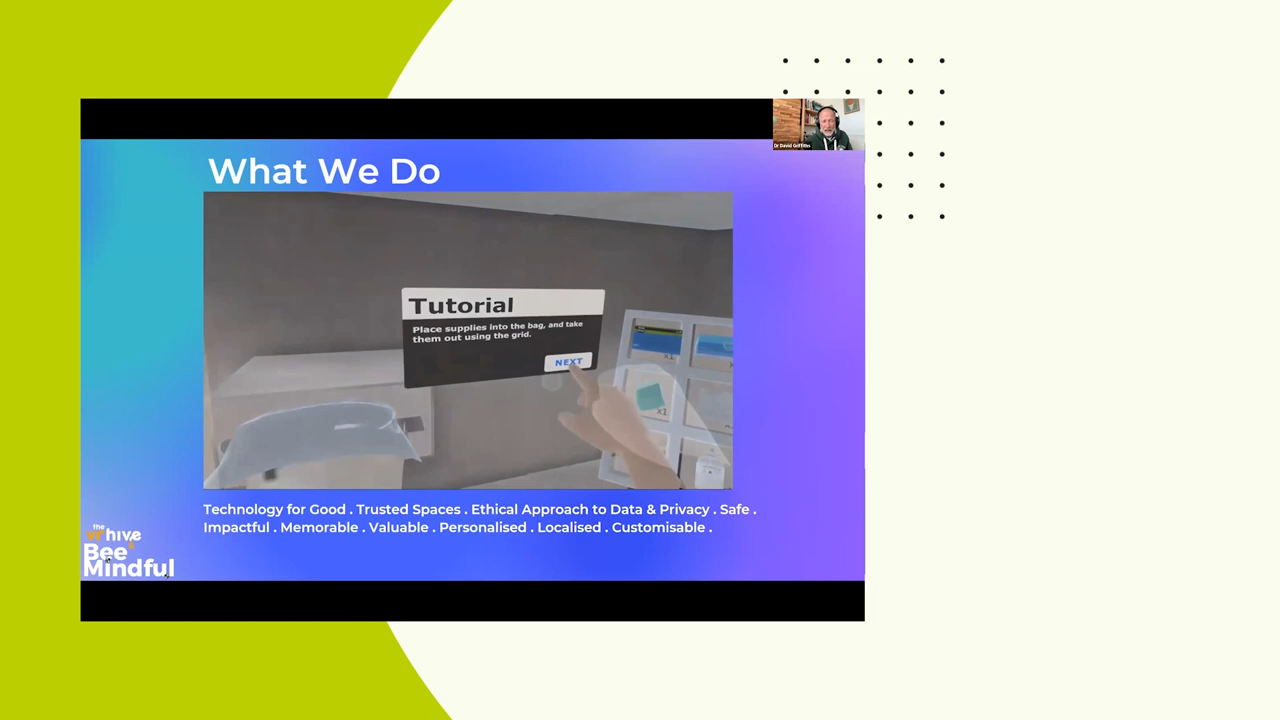 Dr David Griffiths
What We Do
Tutorial
Place supplies into the bag, and take
them out using the grid.
NEXT
x1
x1
Technology for Good . Trusted Spaces . Ethical Approach to Data & Privacy . Safe .
Impactful . Memorable . Valuable . Personalised . Localised . Customisable .
the
vr hive
Bee
Mindful